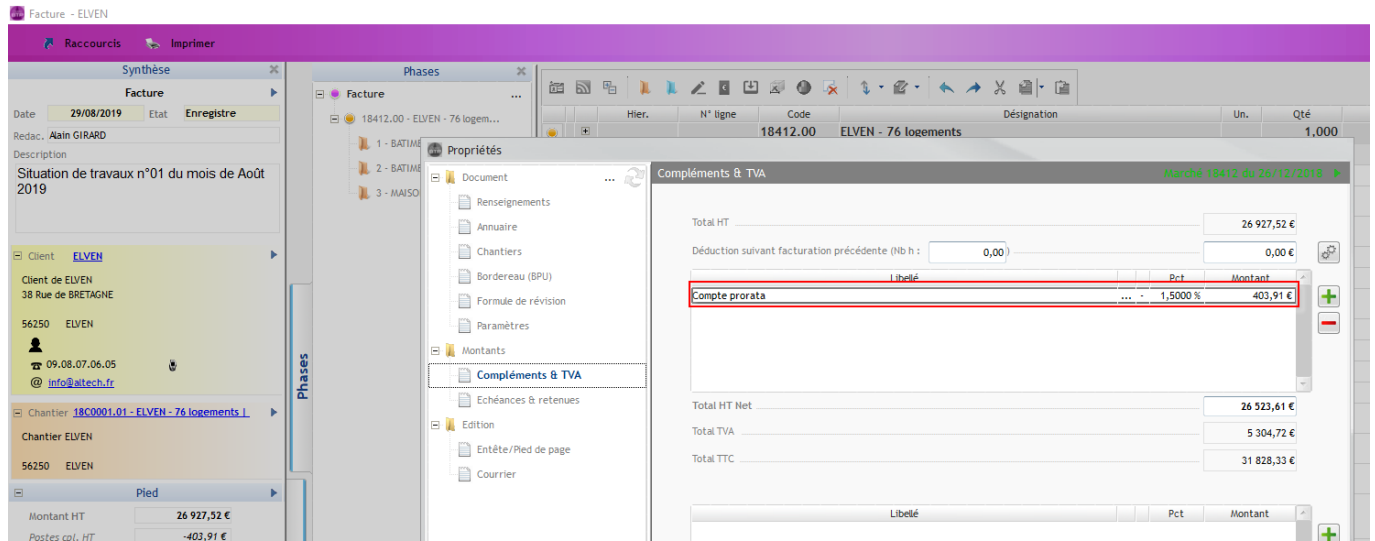 Facture - ELVEN
Raccourcis Imprimer
Synthèse
Facture
Date 29/08/2019 Etat Enregistre
Redac. Alain GIRARD
Description
Situation de travaux n°01 du mois de Août
2019
Client ELVEN
Client de ELVEN
38 Rue de BRETAGNE
56250 ELVEN
09.08.07.06.05
@ info@altech.fr
Chantier 18C0001.01 - ELVEN - 76 logements |
Chantier ELVEN
56250 ELVEN
Pied
Montant HT 26 927,52 €
Postes cpl. HT -403,91 €
Phases
Phases
Facture ...
18412.00 - ELVEN - 76 logem...
1 - BATIME
2 - BATIME
3 - MAISO
Hier. N° ligne Code Désignation Un. Qté
18412.00 ELVEN - 76 logements 1,000
Propriétés
Document ...
Renseignements
Annuaire
Chantiers
Bordereau (BPU)
Formule de révision
Paramètres
Montants
Compléments & TVA
Echéances & retenues
Edition
Entête/Pied de page
Courrier
Compléments & TVA
Total HT 26 927,52 €
Déduction suivant facturation précédente (Nb h : 0,00 ) 0,00 €
Libellé Pct Montant
Compte prorata ... - 1,5000 % 403,91 €
Total HT Net 26 523,61 €
Total TVA 5 304,72 €
Total TTC 31 828,33 €
Libellé Pct Montant